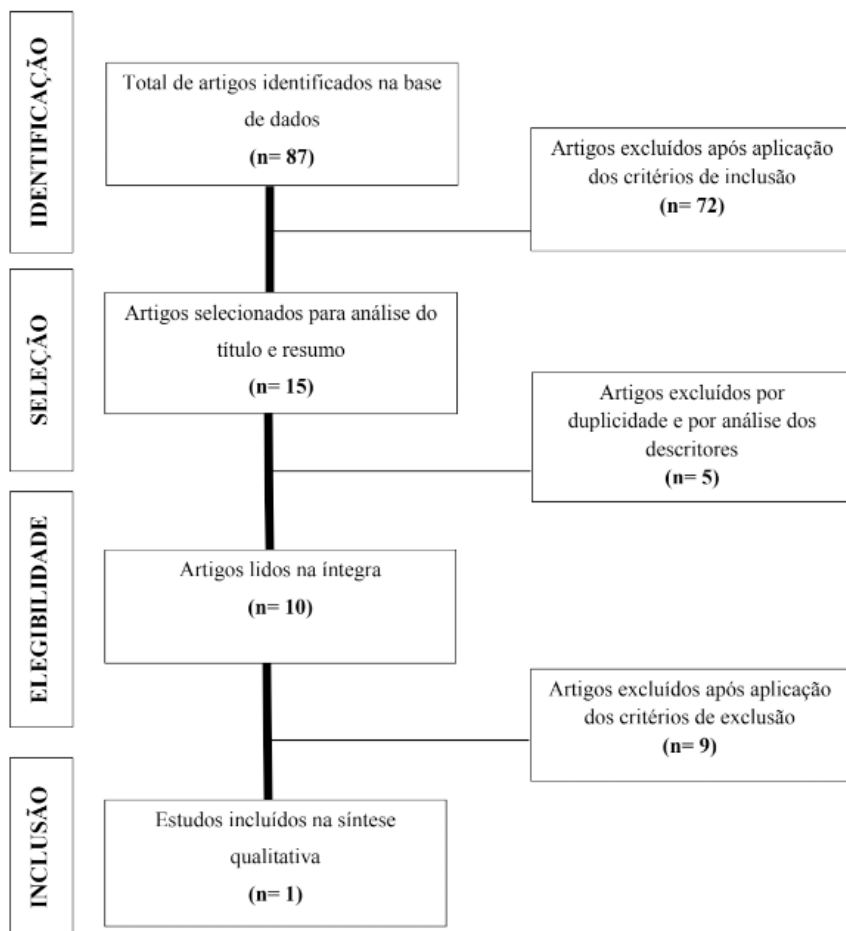 IDENTIFICAÇÃO
Total de artigos identificados na base
de dados
(n= 87)
Artigos excluídos após aplicação
dos critérios de inclusão
(n= 72)
SELEÇÃO
Artigos selecionados para análise do
título e resumo
(n= 15)
Artigos excluídos por
duplicidade e por análise dos
descritores
(n= 5)
ELEGIBILIDADE
Artigos lidos na íntegra
(n= 10)
Artigos excluídos após aplicação
dos critérios de exclusão
(n= 9)
INCLUSÃO
Estudos incluídos na síntese
qualitativa
(n= 1)